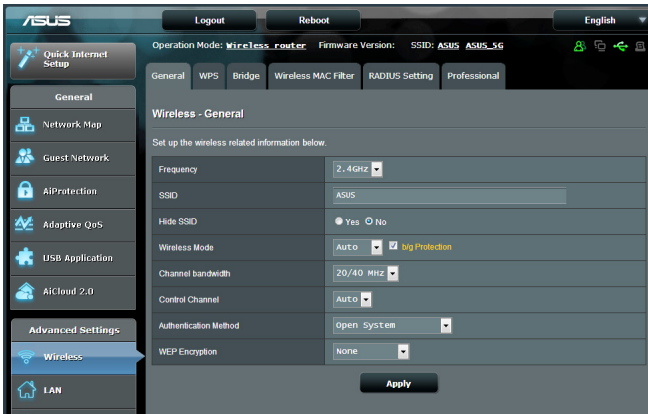 ASUS
Logout
Reboot
English
Quick Internet
Setup
Operation Mode: Wireless router Firmware Version: SSID: ASUS ASUS_5G
General
WPS
Bridge
Wireless MAC Filter
RADIUS Setting
Professional
General
Network Map
Guest Network
AiProtection
Adaptive QoS
USB Application
AiCloud 2.0
Advanced Settings
Wireless
LAN
Wireless - General
Set up the wireless related information below.
Frequency 2.4GHz
SSID ASUS
Hide SSID Yes No
Wireless Mode Auto b/g Protection
Channel bandwidth 20/40 MHz
Control Channel Auto
Authentication Method Open System
WEP Encryption None
Apply